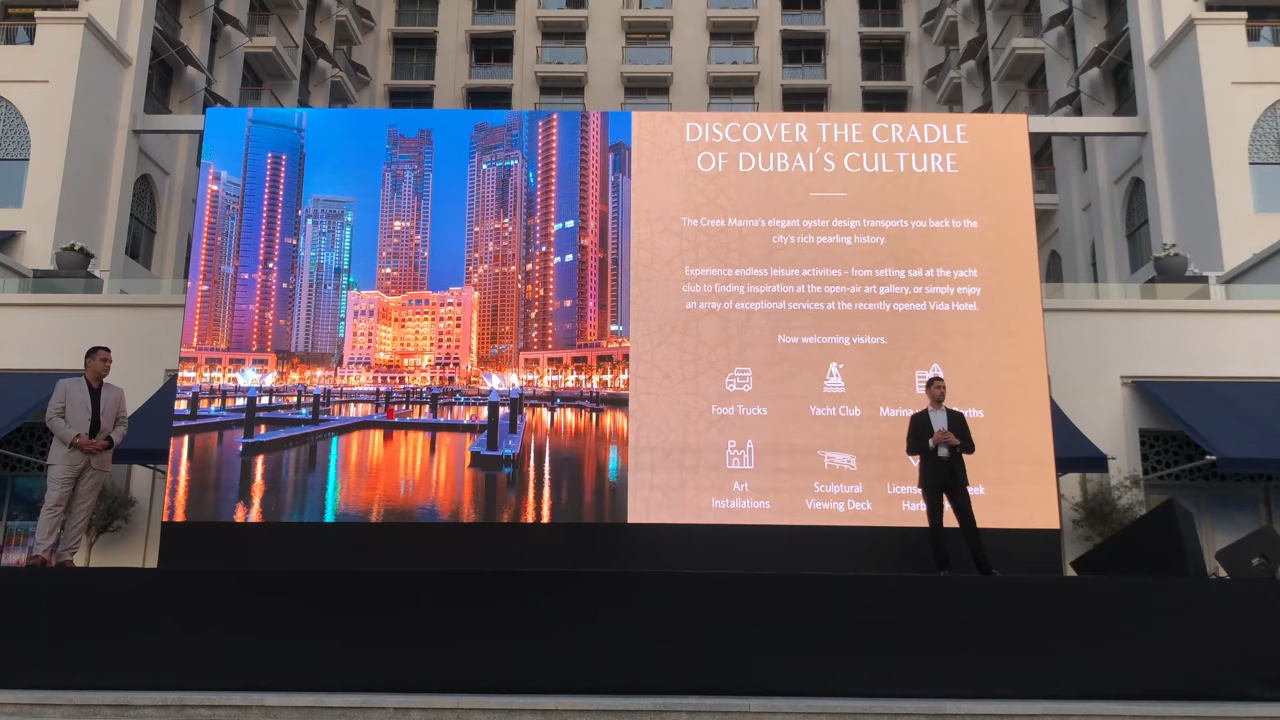 DISCOVER THE CRADLE
OF DUBAI´S CULTURE
The Creek Marina's elegant oyster design transports you back to the
city's rich pearling history.
Experience endless leisure activities – from setting sail at the yacht
club to finding inspiration at the open-air art gallery, or simply enjoy
an array of exceptional services at the recently opened Vida Hotel.
Now welcoming visitors.
Food Trucks
Yacht Club
Art
Installations
Sculptural
Viewing Deck